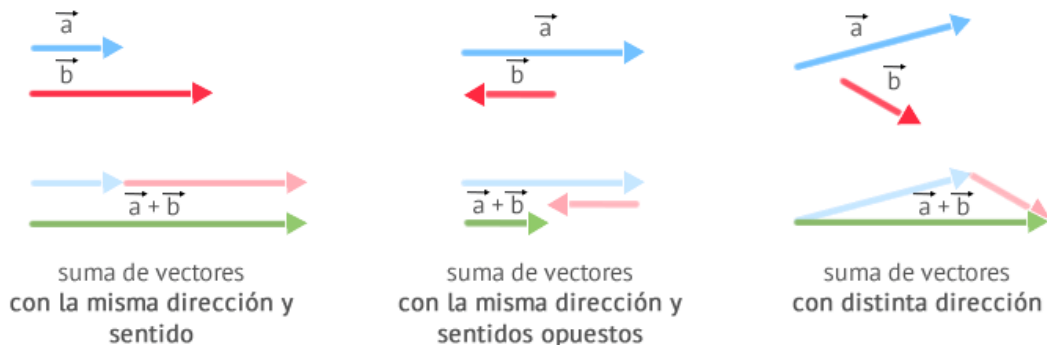 a
b
a + b
suma de vectores
con la misma dirección y
sentido
a
b
a + b
suma de vectores
con la misma dirección y
sentidos opuestos
a
b
a + b
suma de vectores
con distinta dirección